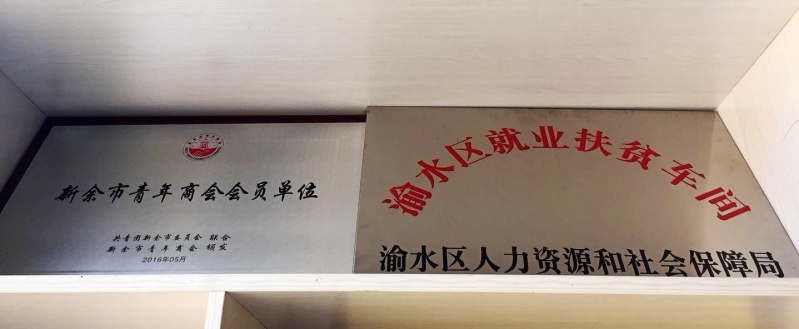 新余市青年商会会员单位
共青团新余市委员会 联合
新余市青年商会 颁发
2016年05月
渝水区就业扶贫车间
渝水区人力资源和社会保障局